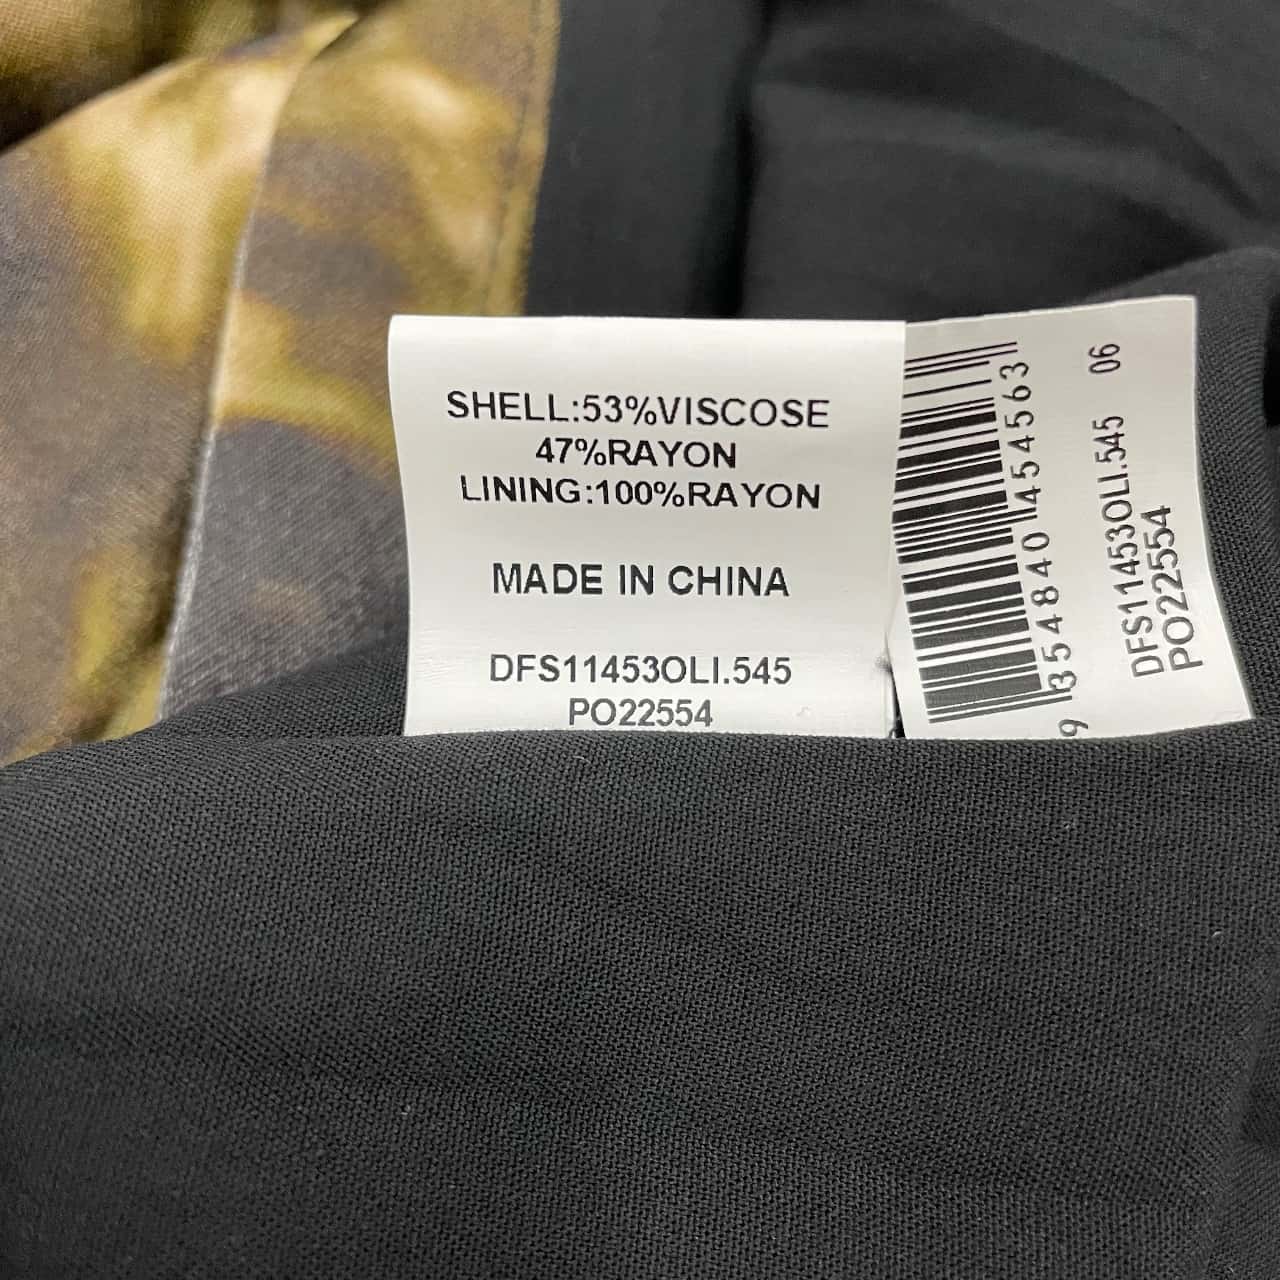 SHELL:53%VISCOSE
47%RAYON
LINING:100%RAYON
MADE IN CHINA
DFS11453OLI.545
PO22554
9 354840 454563
06
DFS11453OLI.545
PO22554